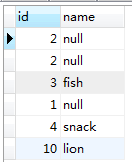 id name
2 null
2 null
3 fish
1 null
4 snack
10 lion